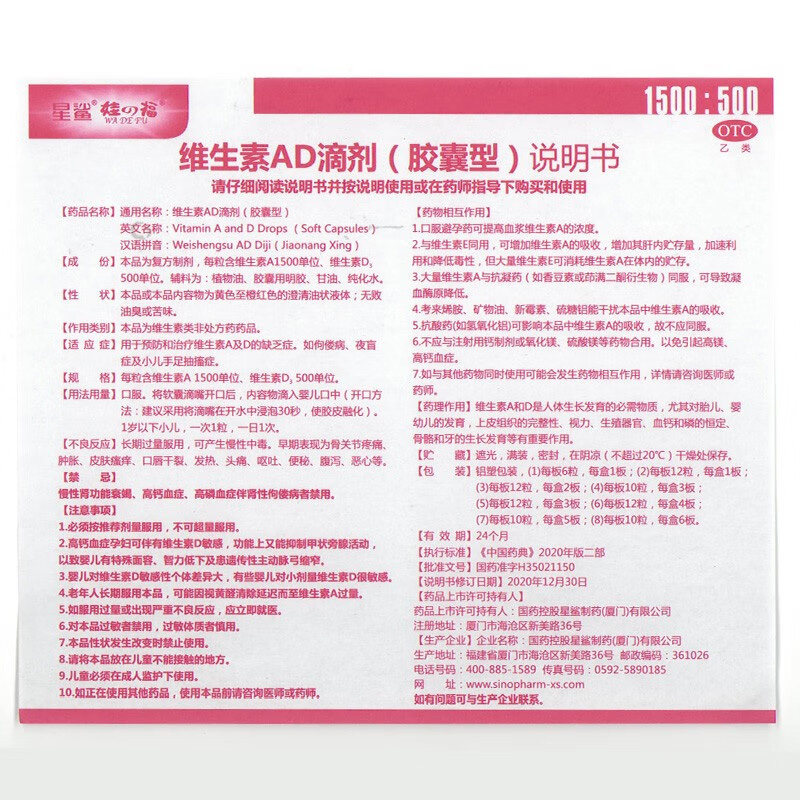 星鲨® 娃の福®
WA DE FU
1500:500
OTC
乙类
维生素AD滴剂（胶囊型）说明书
请仔细阅读说明书并按说明使用或在药师指导下购买和使用
【药品名称】通用名称：维生素AD滴剂（胶囊型）
英文名称：Vitamin A and D Drops （Soft Capsules）
汉语拼音：Weishengsu AD Diji（Jiaonang Xing）
【成 份】本品为复方制剂，每粒含维生素A1500单位、维生素D₃
500单位。辅料为：植物油、胶囊用明胶、甘油、纯化水。
【性 状】本品或本品内容物为黄色至橙红色的澄清油状液体；无败
油臭或苦味。
【作用类别】本品为维生素类非处方药药品。
【适 应 症】用于预防和治疗维生素A及D的缺乏症。如佝偻病、夜盲
症及小儿手足抽搐症。
【规 格】每粒含维生素A 1500单位、维生素D₃ 500单位。
【用法用量】口服。将软囊滴嘴开口后，内容物滴入婴儿口中（开口方
法：建议采用将滴嘴在开水中浸泡30秒，使胶皮融化）。
1岁以下小儿，一次1粒，一日1次。
【不良反应】长期过量服用，可产生慢性中毒。早期表现为骨关节疼痛、
肿胀、皮肤瘙痒、口唇干裂、发热、头痛、呕吐、便秘、腹泻、恶心等。
【禁 忌】
慢性肾功能衰竭、高钙血症、高磷血症伴肾性佝偻病者禁用。
【注意事项】
1.必须按推荐剂量服用，不可超量服用。
2.高钙血症孕妇可伴有维生素D敏感，功能上又能抑制甲状旁腺活动，
以致婴儿有特殊面容、智力低下及患遗传性主动脉弓缩窄。
3.婴儿对维生素D敏感性个体差异大，有些婴儿对小剂量维生素D很敏感。
4.老年人长期服用本品，可能因视黄醛清除延迟而至维生素A过量。
5.如服用过量或出现严重不良反应，应立即就医。
6.对本品过敏者禁用，过敏体质者慎用。
7.本品性状发生改变时禁止使用。
8.请将本品放在儿童不能接触的地方。
9.儿童必须在成人监护下使用。
10.如正在使用其他药品，使用本品前请咨询医师或药师。
【药物相互作用】
1.口服避孕药可提高血浆维生素A的浓度。
2.与维生素E同用，可增加维生素A的吸收，增加其肝内贮存量，加速利
用和降低毒性，但大量维生素E可消耗维生素A在体内的贮存。
3.大量维生素A与抗凝药（如香豆素或茚满二酮衍生物）同服，可导致凝
血酶原降低。
4.考来烯胺、矿物油、新霉素、硫糖铝能干扰本品中维生素A的吸收。
5.抗酸药(如氢氧化铝)可影响本品中维生素A的吸收，故不应同服。
6.不应与注射用钙制剂或氧化镁、硫酸镁等药物合用。以免引起高镁、
高钙血症。
7.如与其他药物同时使用可能会发生药物相互作用，详情请咨询医师或
药师。
【药理作用】维生素A和D是人体生长发育的必需物质，尤其对胎儿、婴
幼儿的发育，上皮组织的完整性、视力、生殖器官、血钙和磷的恒定、
骨骼和牙的生长发育等有重要作用。
【贮 藏】遮光，满装，密封，在阴凉（不超过20℃）干燥处保存。
【包 装】铝塑包装，(1)每板6粒，每盒1板；(2)每板12粒，每盒1板；
(3)每板12粒，每盒2板；(4)每板10粒，每盒3板；
(5)每板12粒，每盒3板；(6)每板10粒，每盒4板；
(7)每板10粒，每盒5板；(8)每板10粒，每盒6板。
【有 效 期】24个月
【执行标准】《中国药典》2020年版二部
【批准文号】国药准字H35021150
【说明书修订日期】2020年12月30日
【药品上市许可持有人】
药品上市许可持有人：国药控股星鲨制药(厦门)有限公司
注册地址：厦门市海沧区新美路36号
【生产企业】企业名称：国药控股星鲨制药(厦门)有限公司
生产地址：福建省厦门市海沧区新美路36号 邮政编码：361026
电话号码：400-885-1589 传真号码：0592-5890185
网 址：www.sinopharm-xs.com
如有问题可与生产企业联系。